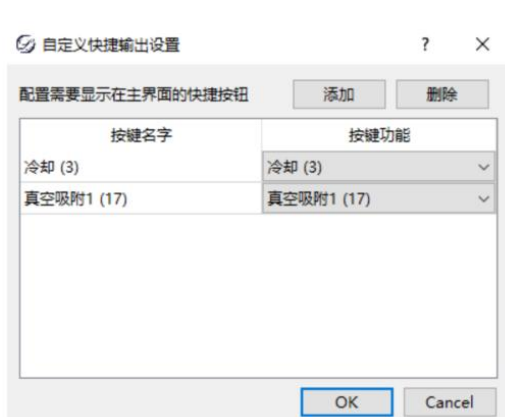 自定义快捷输出设置 ?
配置需要显示在主界面的快捷按钮 添加 删除
按键名字 按键功能
冷却 (3) 冷却 (3)
真空吸附1 (17) 真空吸附1 (17)
OK Cancel